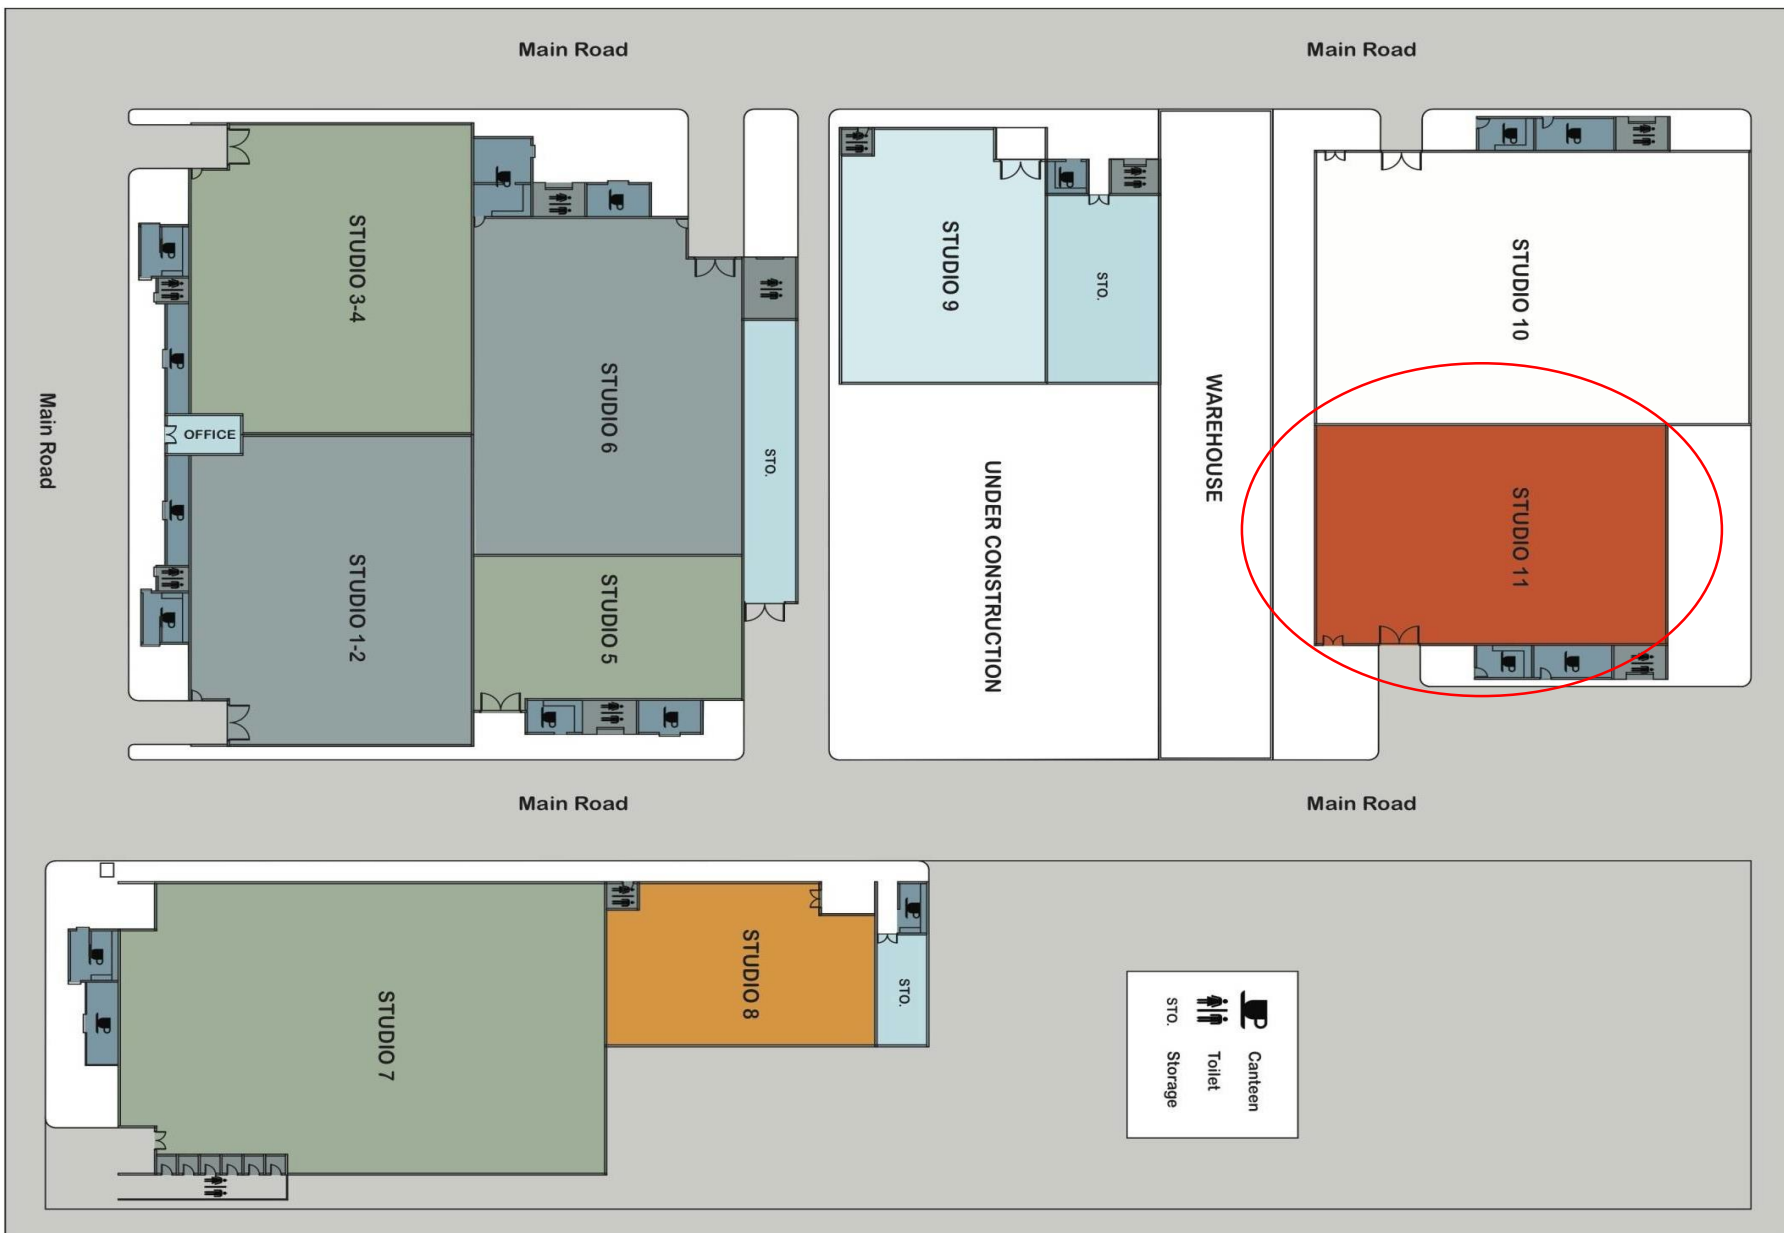 Main Road
Main Road
STUDIO 3-4
STUDIO 6
STUDIO 9
STO.
STUDIO 10
Main Road
OFFICE
STO.
WAREHOUSE
UNDER CONSTRUCTION
STUDIO 11
STUDIO 1-2
STUDIO 5
Main Road
Main Road
STUDIO 7
STUDIO 8
STO.
Canteen
Toilet
STO. Storage